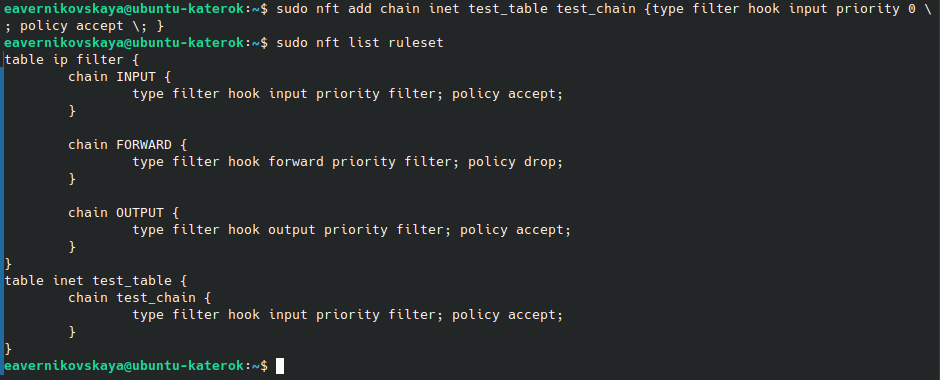 eavernikovskaya@ubuntu-katerok:~$ sudo nft add chain inet test_table test_chain {type filter hook input priority 0 \
; policy accept \; }
eavernikovskaya@ubuntu-katerok:~$ sudo nft list ruleset
table ip filter {
        chain INPUT {
                type filter hook input priority filter; policy accept;
        }

        chain FORWARD {
                type filter hook forward priority filter; policy drop;
        }

        chain OUTPUT {
                type filter hook output priority filter; policy accept;
        }
}
table inet test_table {
        chain test_chain {
                type filter hook input priority filter; policy accept;
        }
}
eavernikovskaya@ubuntu-katerok:~$